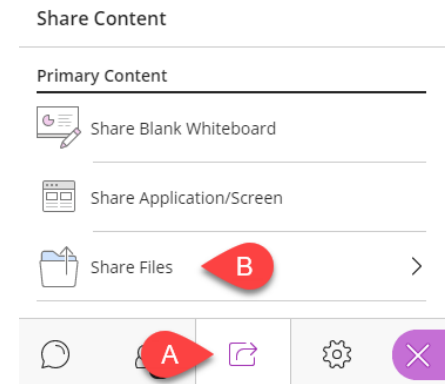 Share Content
Primary Content
Share Blank Whiteboard
Share Application/Screen
Share Files
B
A